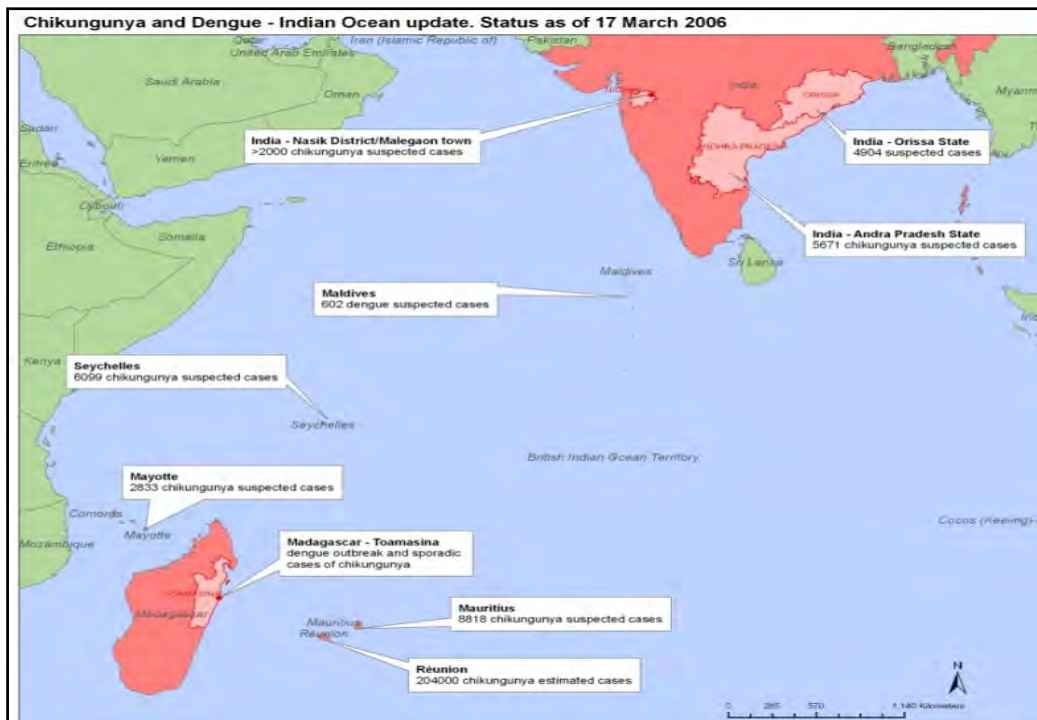 Chikungunya and Dengue - Indian Ocean update. Status as of 17 March 2006
Qatar
Iran (Islamic Republic of)
Pakistan
United Arab Emirates
Bangladesh
Saudi Arabia
Oman
India
ORISSA
Sudan
Eritrea
Yemen
India - Nasik District/Malegaon town
>2000 chikungunya suspected cases
ANDHRA PRADESH
India - Orissa State
4904 suspected cases
Djibouti
Ethiopia
Somalia
India - Andra Pradesh State
5671 chikungunya suspected cases
Sri Lanka
Maldives
Maldives
602 dengue suspected cases
Kenya
Seychelles
6099 chikungunya suspected cases
Seychelles
British Indian Ocean Territory
Mayotte
2833 chikungunya suspected cases
Comoros
Mayotte
Mozambique
Cocos (Keeling)
Madagascar - Toamasina
dengue outbreak and sporadic
cases of chikungunya
Madagascar
Mauritius
8818 chikungunya suspected cases
Mauritius
Réunion
Réunion
204000 chikungunya estimated cases
N
0 285 570 1,140 Kilometers